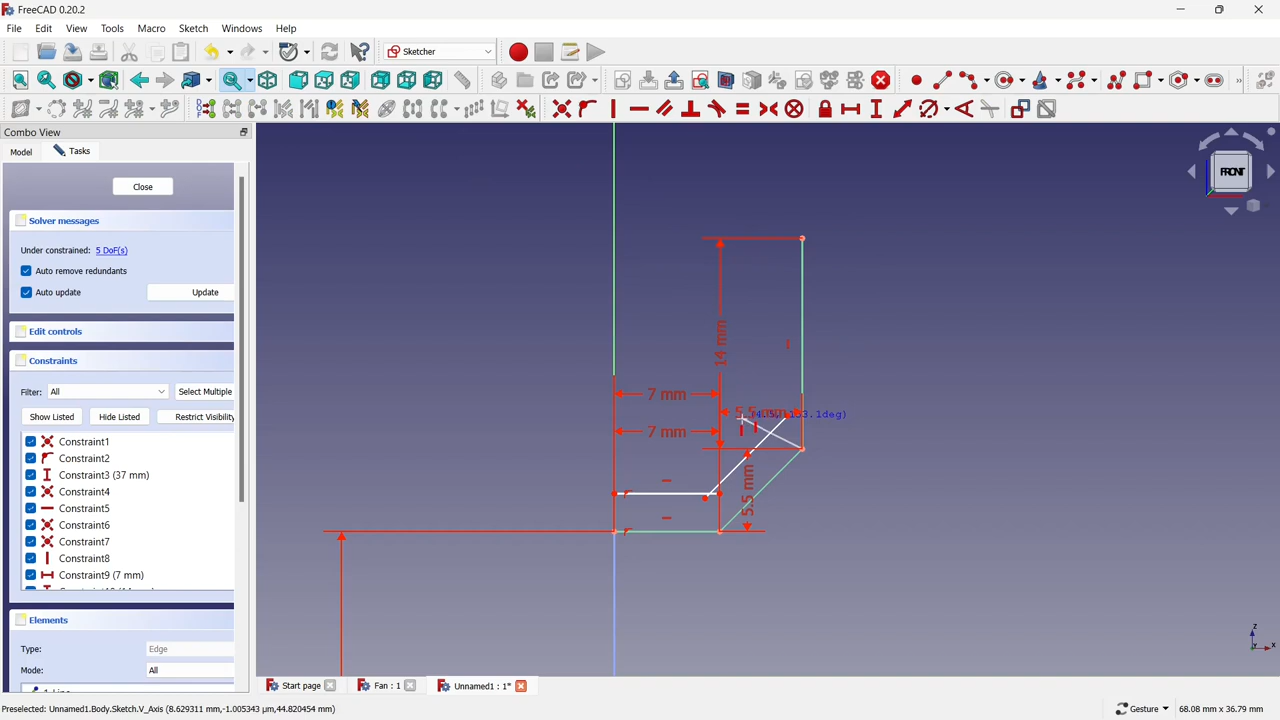 FreeCAD 0.20.2
File Edit View Tools Macro Sketch Windows Help
Sketcher
Combo View
Model Tasks
Close
Solver messages
Under constrained: 5 DoF(s)
Auto remove redundants
Auto update Update
Edit controls
Constraints
Filter: All Select Multiple
Show Listed Hide Listed Restrict Visibility
Constraint1
Constraint2
Constraint3 (37 mm)
Constraint4
Constraint5
Constraint6
Constraint7
Constraint8
Constraint9 (7 mm)
Elements
Type: Edge
Mode: All
FRONT
14 mm
7 mm
7 mm
5.5 mm
z
x
Start page Fan : 1 Unnamed1 : 1*
Preselected: Unnamed1.Body.Sketch.V_Axis (8.629311 mm,-1.005343 µm,44.820454 mm) Gesture 68.08 mm x 36.79 mm